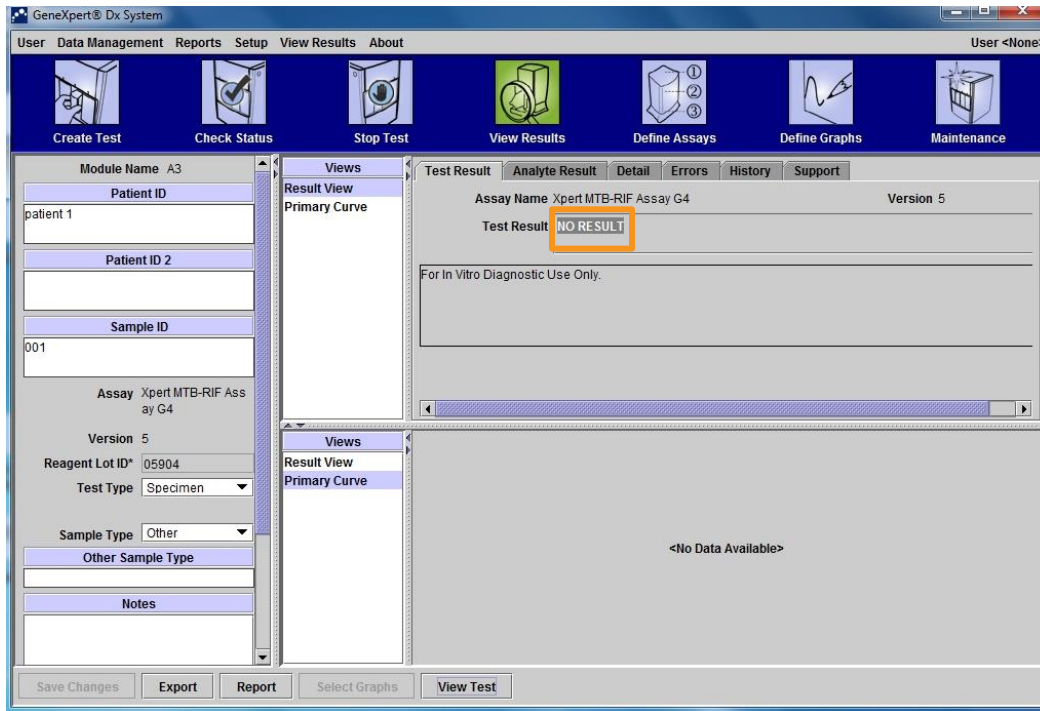 GeneXpert® Dx System
User Data Management Reports Setup View Results About User <None>
Create Test Check Status Stop Test View Results Define Assays Define Graphs Maintenance
①
②
③
Module Name A3
Patient ID
patient 1
Patient ID 2
Sample ID
001
Assay Xpert MTB-RIF Ass
ay G4
Version 5
Reagent Lot ID* 05904
Test Type Specimen
Sample Type Other
Other Sample Type
Notes
Views
Result View
Primary Curve
Test Result Analyte Result Detail Errors History Support
Assay Name Xpert MTB-RIF Assay G4 Version 5
Test Result NO RESULT
For In Vitro Diagnostic Use Only.
Views
Result View
Primary Curve
<No Data Available>
Save Changes Export Report Select Graphs View Test